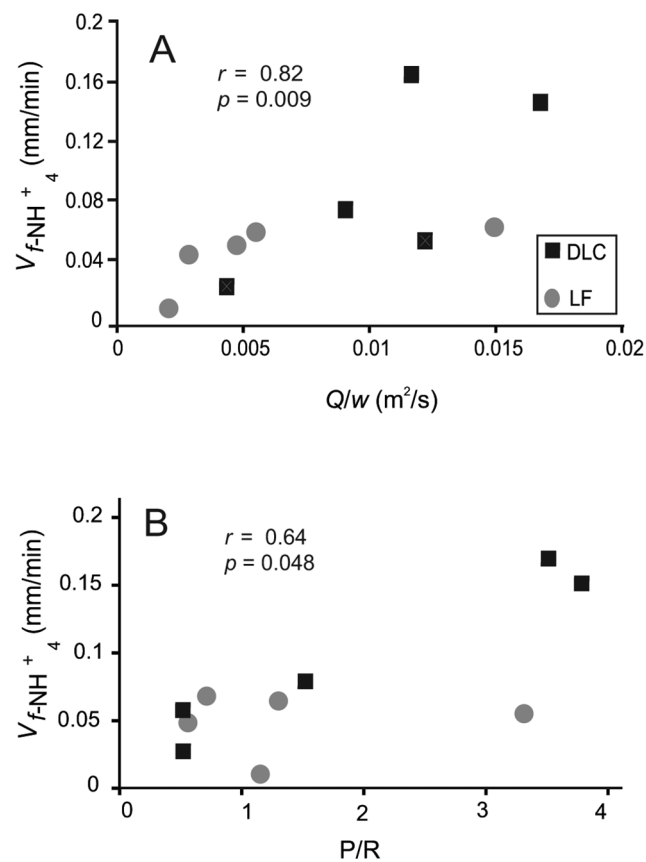 0.2
A
r = 0.82
p = 0.009
0.16
0.12
0.08
0.04
0
V f-NH + 4 (mm/min)
DLC
LF
0 0.005 0.01 0.015 0.02
Q/w (m²/s)
B
0.2
r = 0.64
p = 0.048
0.15
0.1
0.05
0
V f-NH + 4 (mm/min)
0 1 2 3 4
P/R